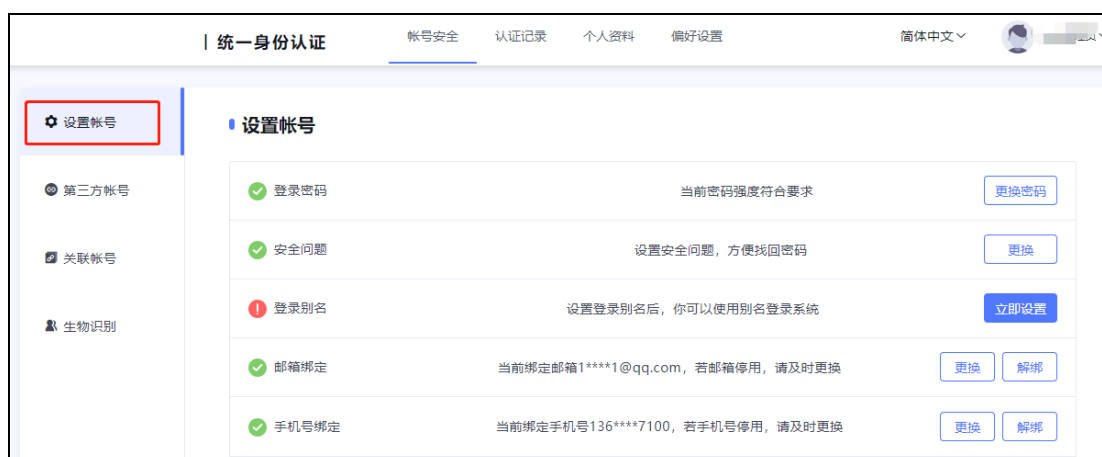 统一身份认证 帐号安全 认证记录 个人资料 偏好设置 简体中文
设置帐号
设置帐号
第三方帐号
登录密码 当前密码强度符合要求 更换密码
安全问题 设置安全问题，方便找回密码 更换
关联帐号
登录别名 设置登录别名后，你可以使用别名登录系统 立即设置
生物识别
邮箱绑定 当前绑定邮箱1****1@qq.com，若邮箱停用，请及时更换 更换 解绑
手机号绑定 当前绑定手机号136****7100，若手机号停用，请及时更换 更换 解绑